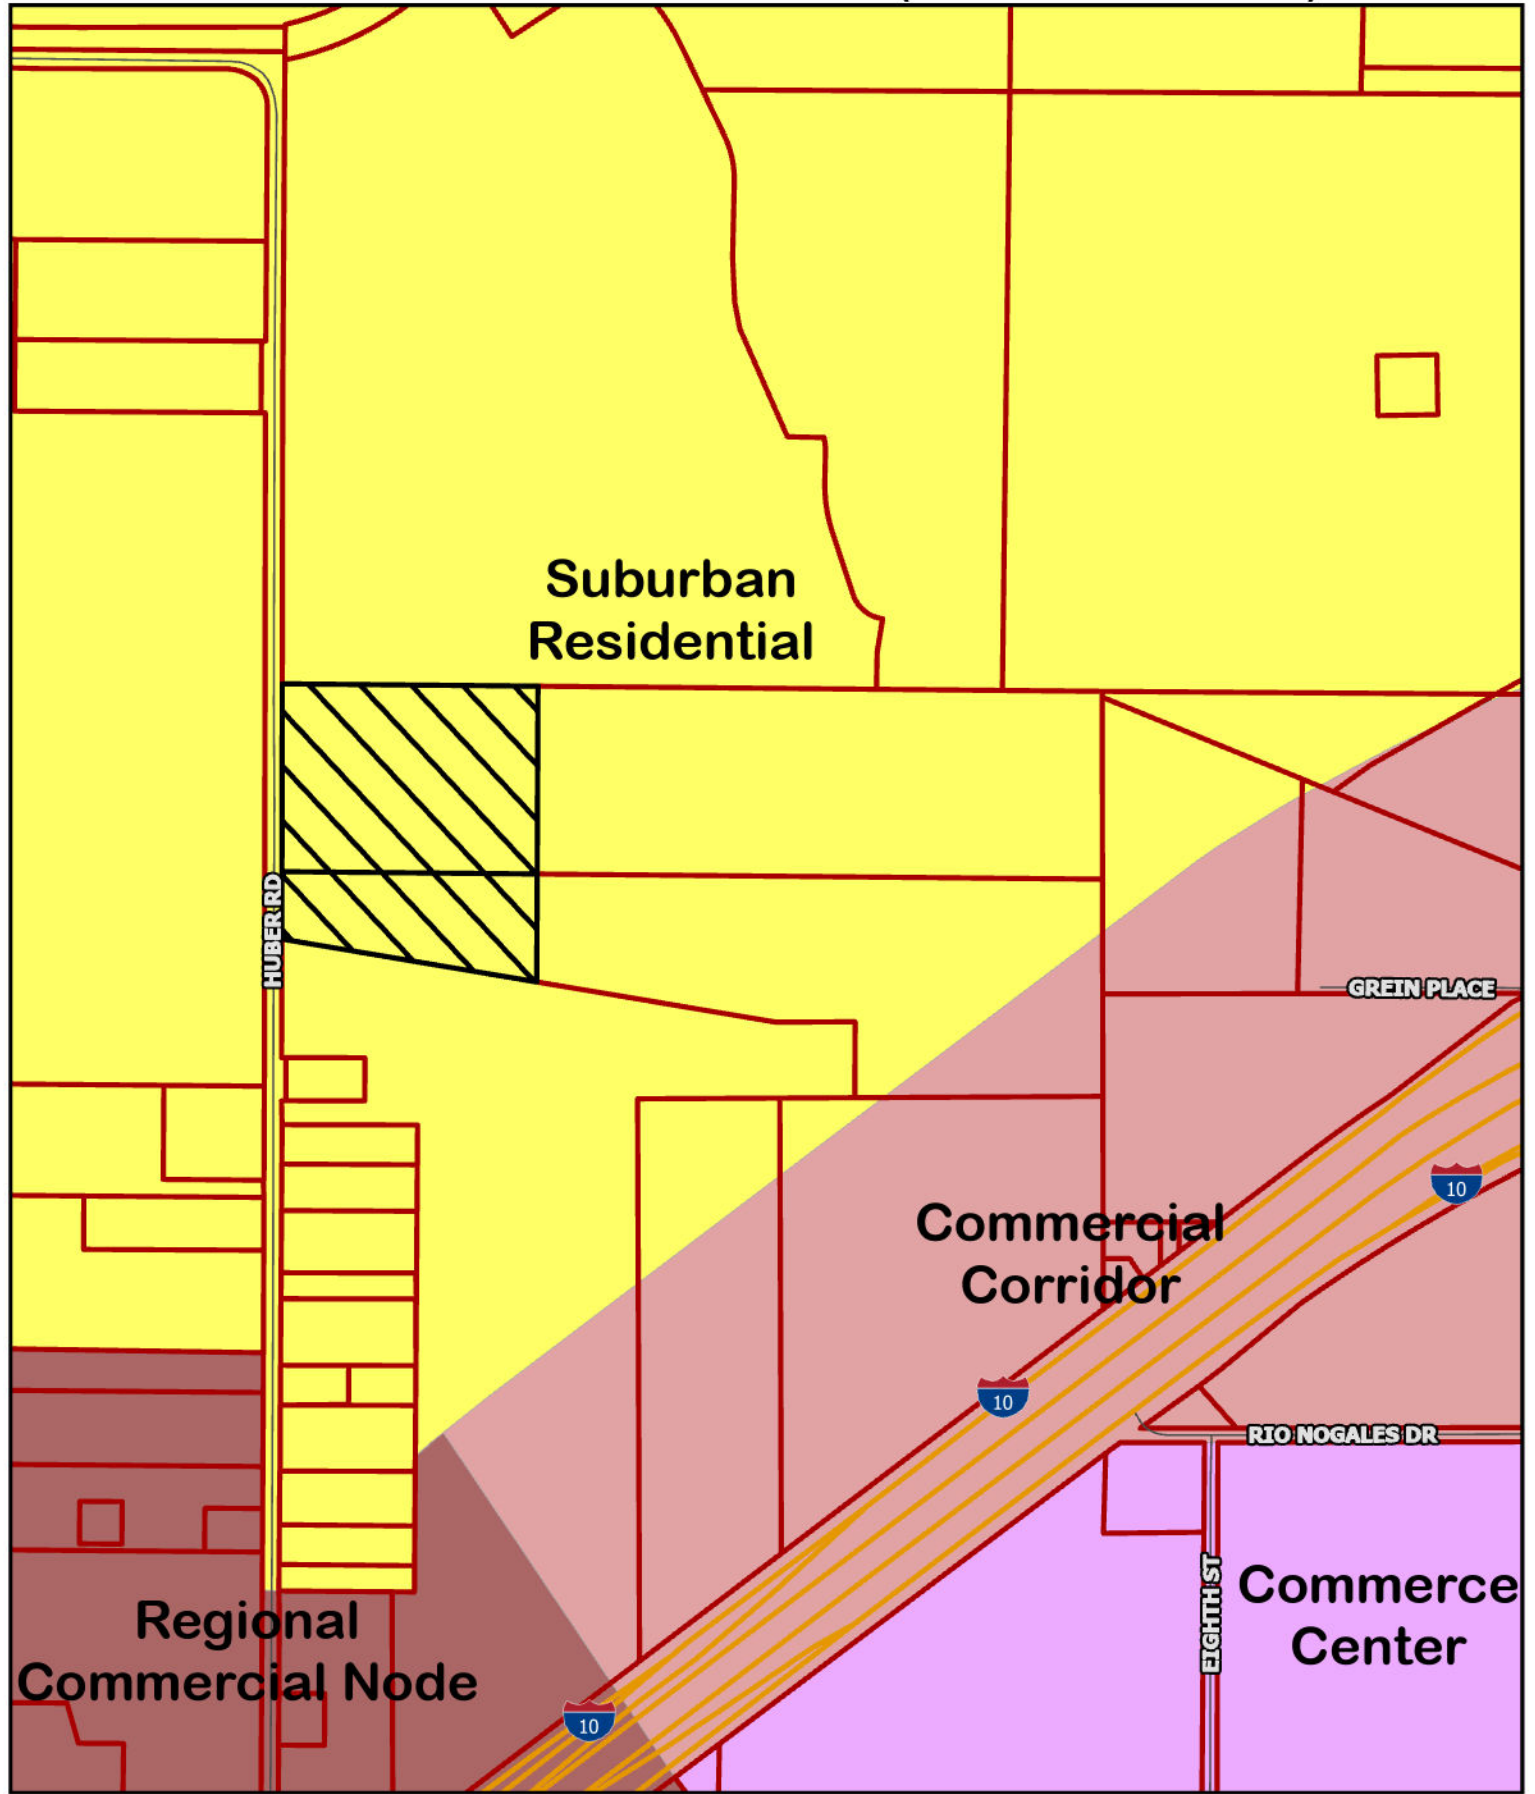 Suburban
Residential
HUBER RD
GREIN PLACE
10
Commercial
Corridor
10
RIO NOGALES DR
EIGHTH ST
Commerce
Center
Regional
Commercial Node
10